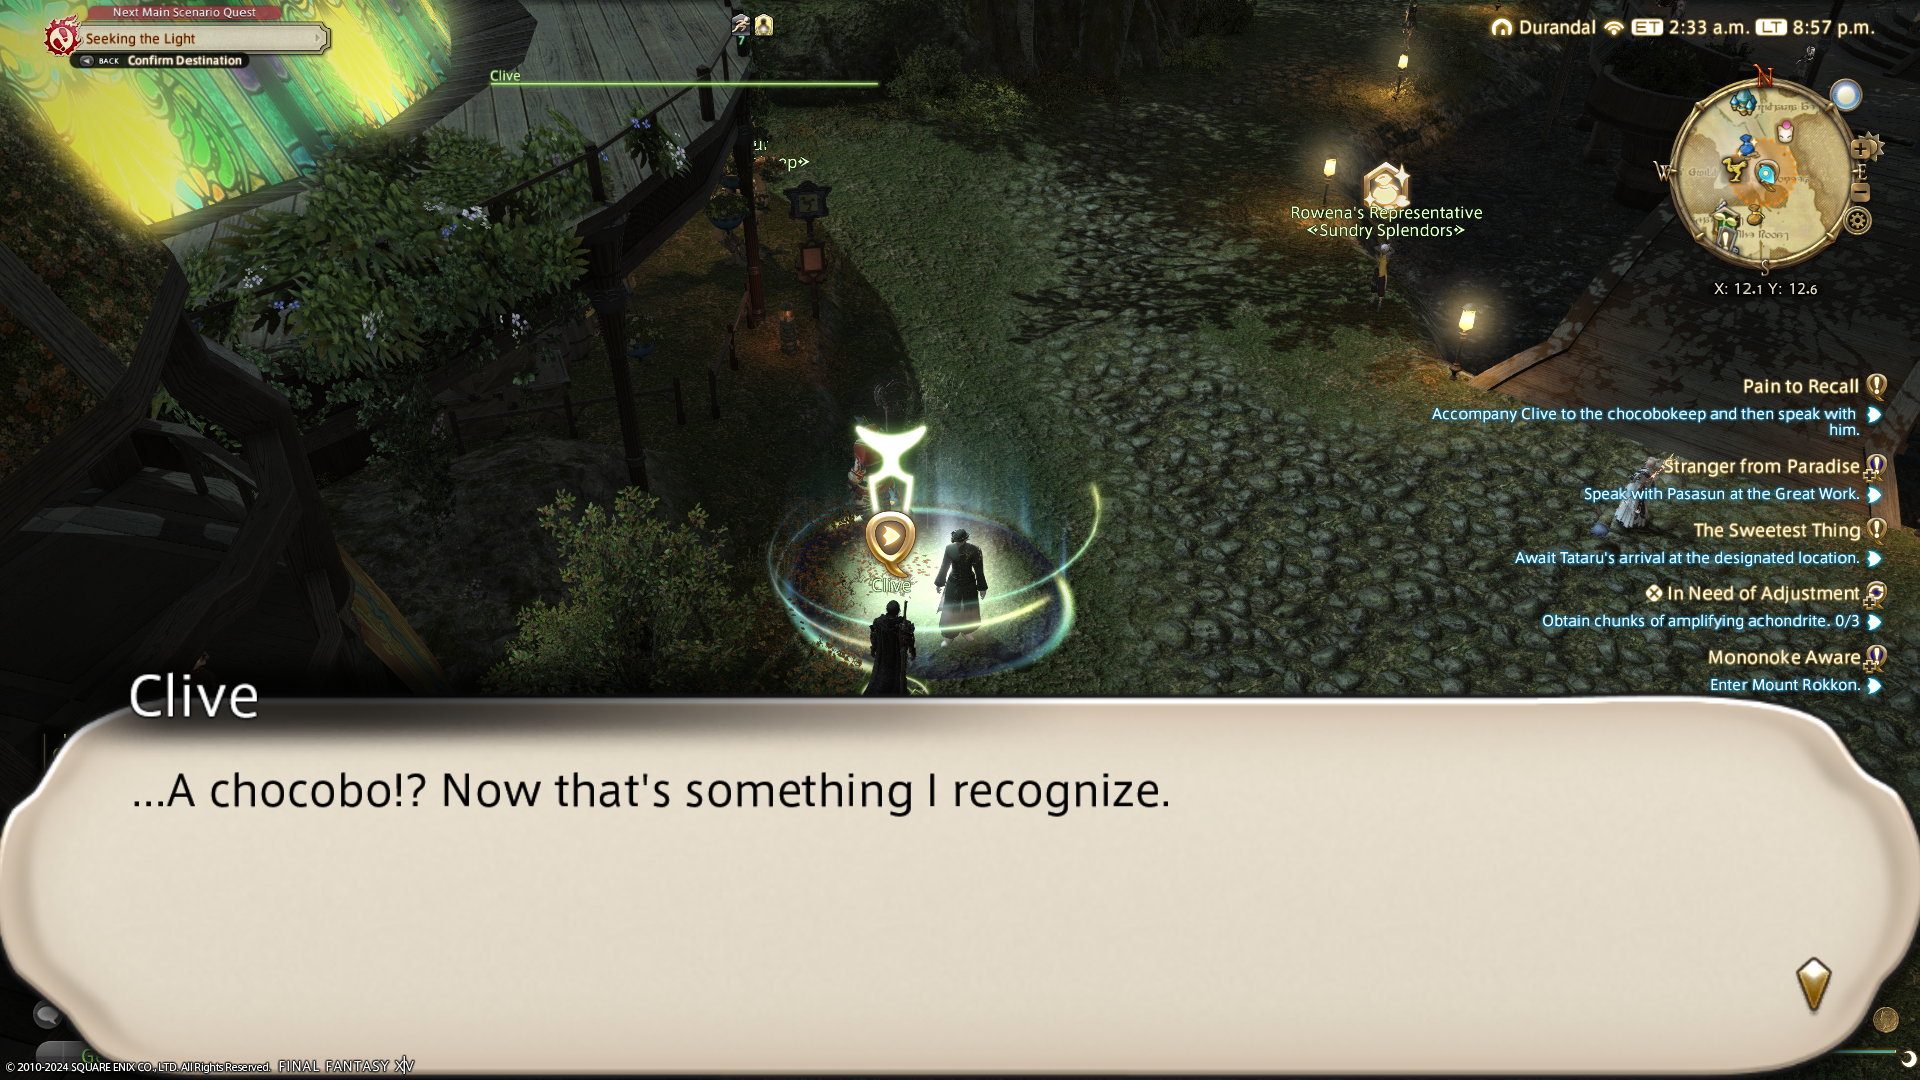 Next Main Scenario Quest
Seeking the Light
BACK Confirm Destination
Clive
7
Durandal ET 2:33 a.m. LT 8:57 p.m.
N
W
E
S
X: 12.1 Y: 12.6
Rowena's Representative
Sundry Splendors
Pain to Recall
Accompany Clive to the chocobokeep and then speak with
him.
Stranger from Paradise
Speak with Pasasun at the Great Work.
The Sweetest Thing
Await Tataru's arrival at the designated location.
In Need of Adjustment
Obtain chunks of amplifying achondrite. 0/3
Mononoke Aware
Enter Mount Rokkon.
Clive
Clive
...A chocobo!? Now that's something I recognize.
© 2010-2024 SQUARE ENIX CO., LTD. All Rights Reserved. FINAL FANTASY XIV